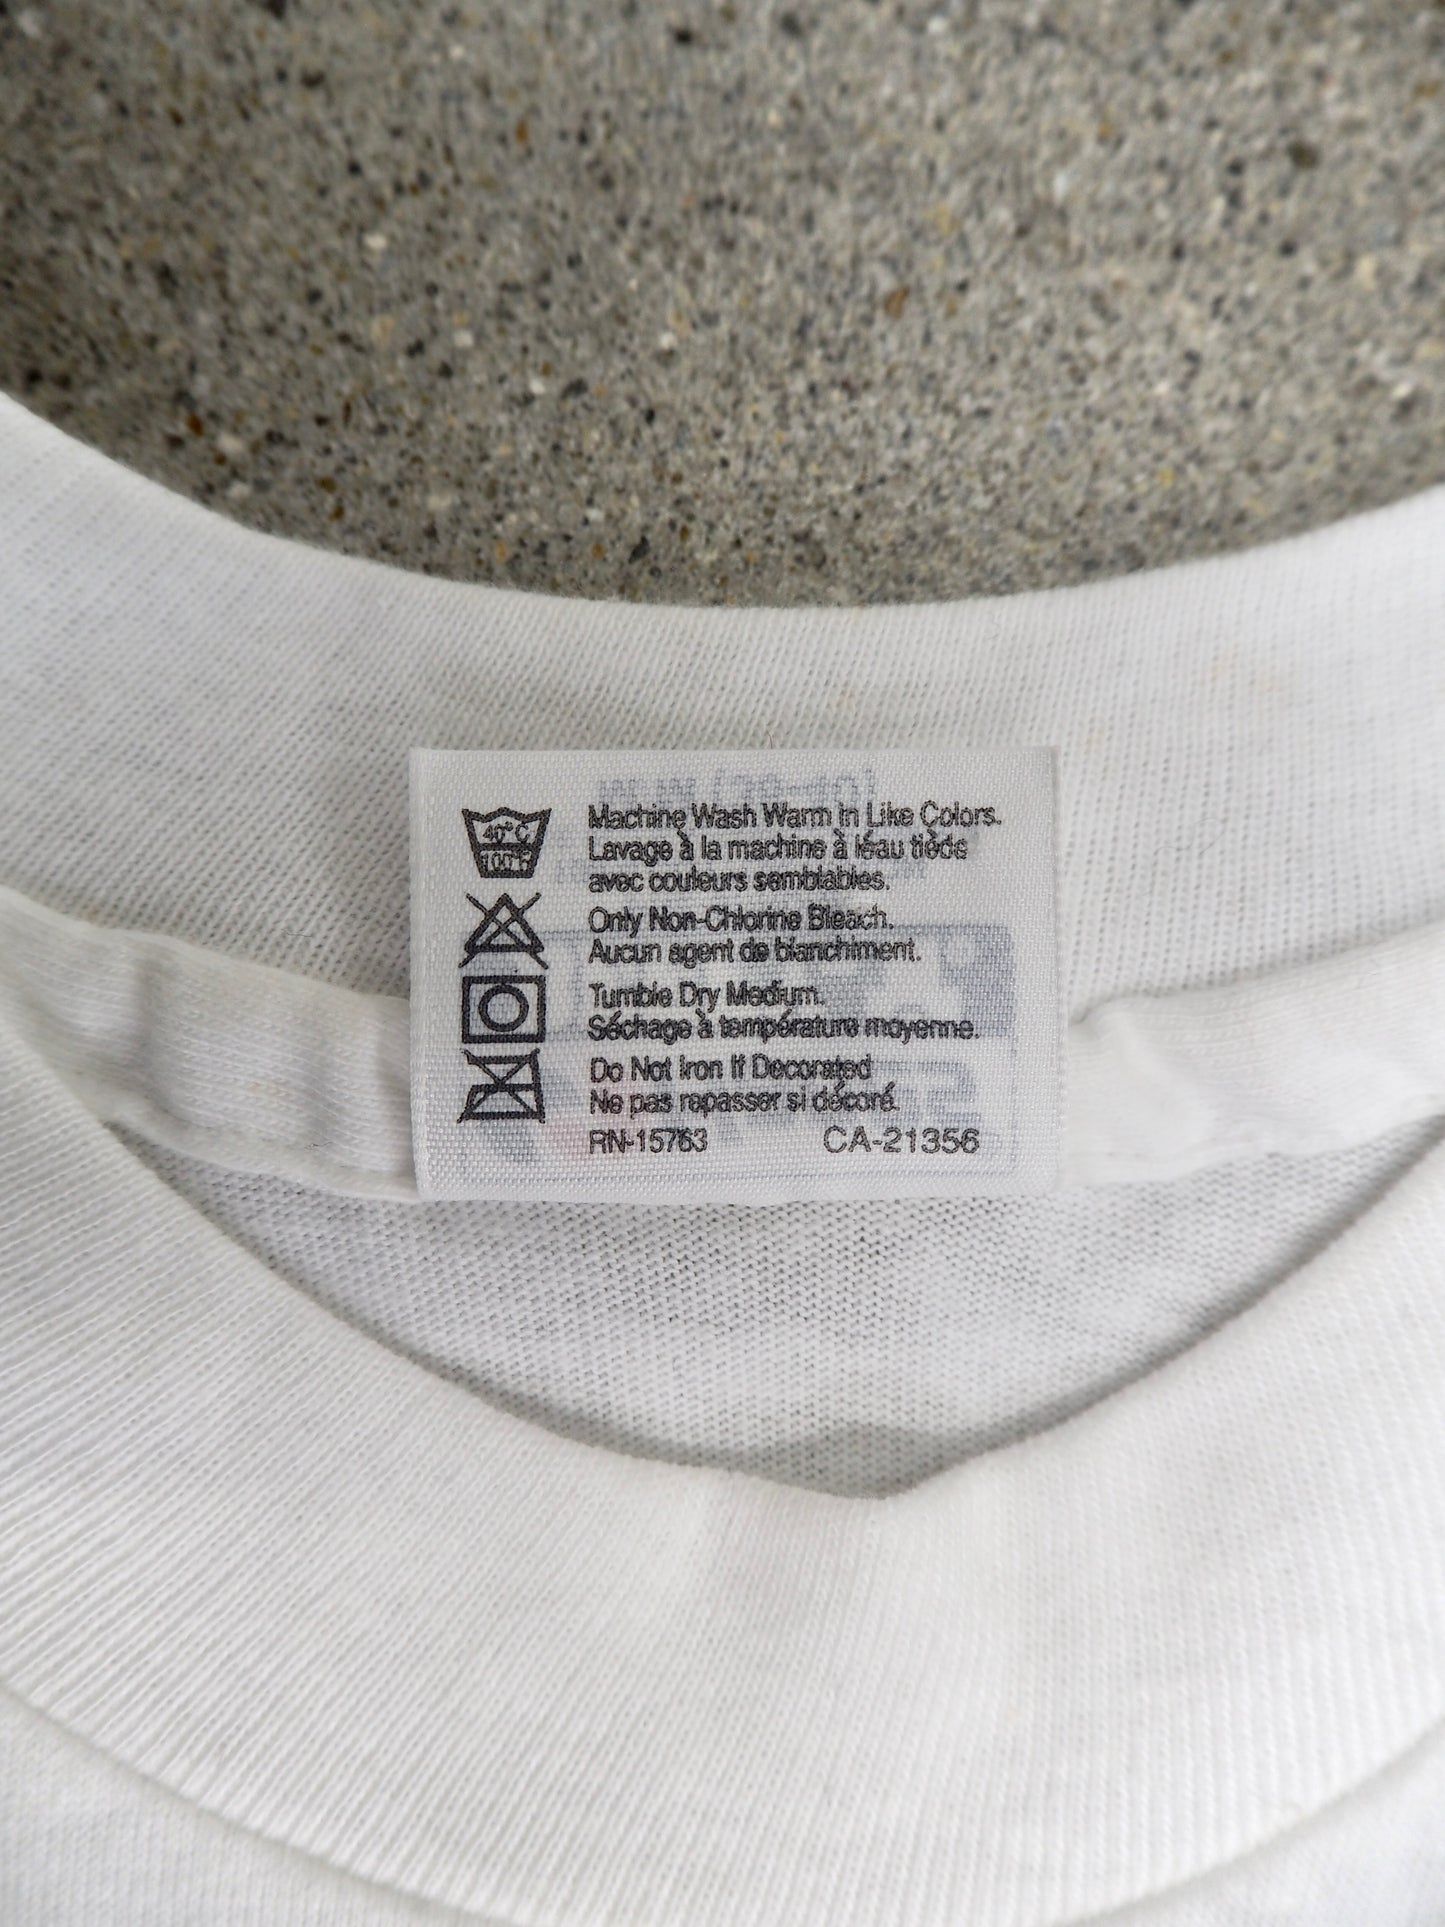 40°C
100°F
Machine Wash Warm in Like Colors.
Lavage à la machine à léau tiède
avec couleurs semblables.
Only Non-Chlorine Bleach.
Aucun agent de blanchiment.
Tumble Dry Medium.
Séchage à température moyenne.
Do Not Iron If Decorated
Ne pas repasser si décoré.
RN-15763 CA-21356